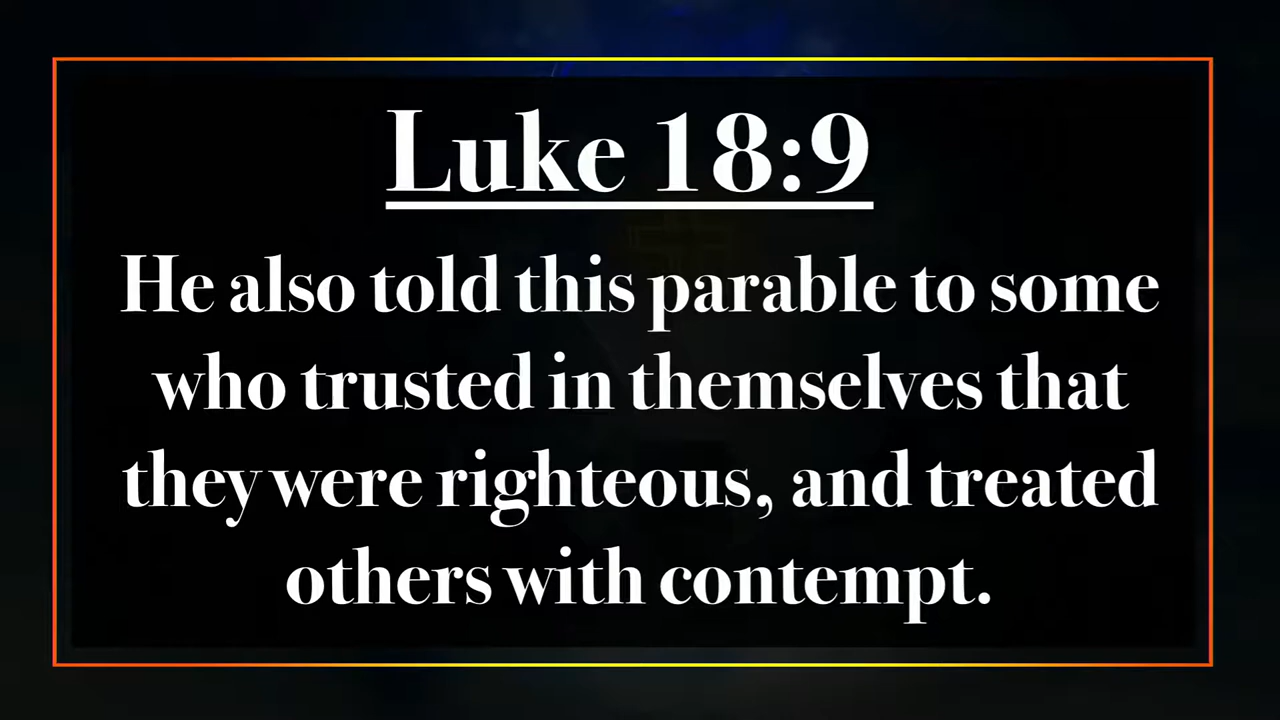 Luke 18:9
He also told this parable to some
who trusted in themselves that
they were righteous, and treated
others with contempt.